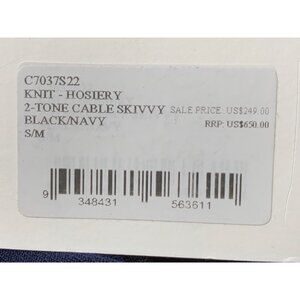 C7037S22
KNIT - HOSIERY
2-TONE CABLE SKIVVY SALE PRICE: US$249.00
BLACK/NAVY RRP: US$650.00
S/M
9 348431 563611